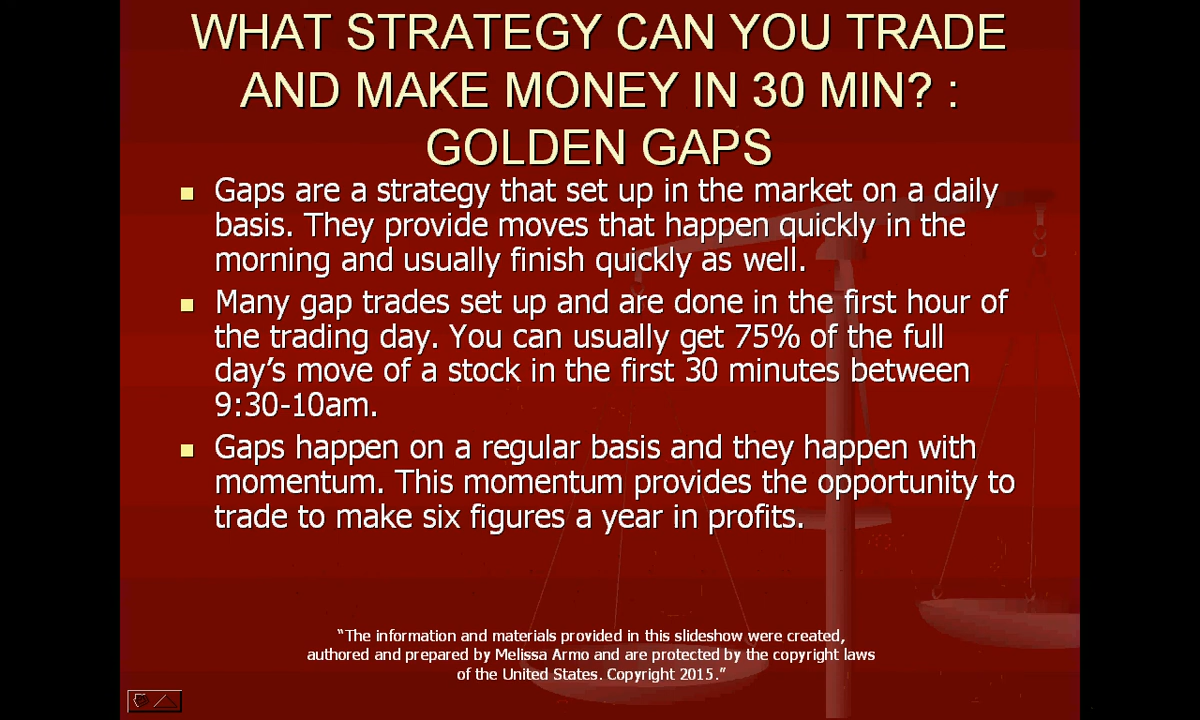 WHAT STRATEGY CAN YOU TRADE
AND MAKE MONEY IN 30 MIN? :
GOLDEN GAPS
Gaps are a strategy that set up in the market on a daily
basis. They provide moves that happen quickly in the
morning and usually finish quickly as well.
Many gap trades set up and are done in the first hour of
the trading day. You can usually get 75% of the full
day’s move of a stock in the first 30 minutes between
9:30-10am.
Gaps happen on a regular basis and they happen with
momentum. This momentum provides the opportunity to
trade to make six figures a year in profits.
“The information and materials provided in this slideshow were created,
authored and prepared by Melissa Armo and are protected by the copyright laws
of the United States. Copyright 2015.”